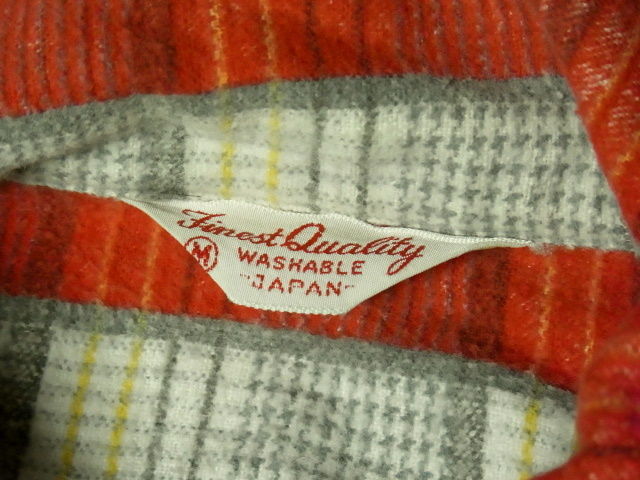 Finest Quality
M WASHABLE
"JAPAN"